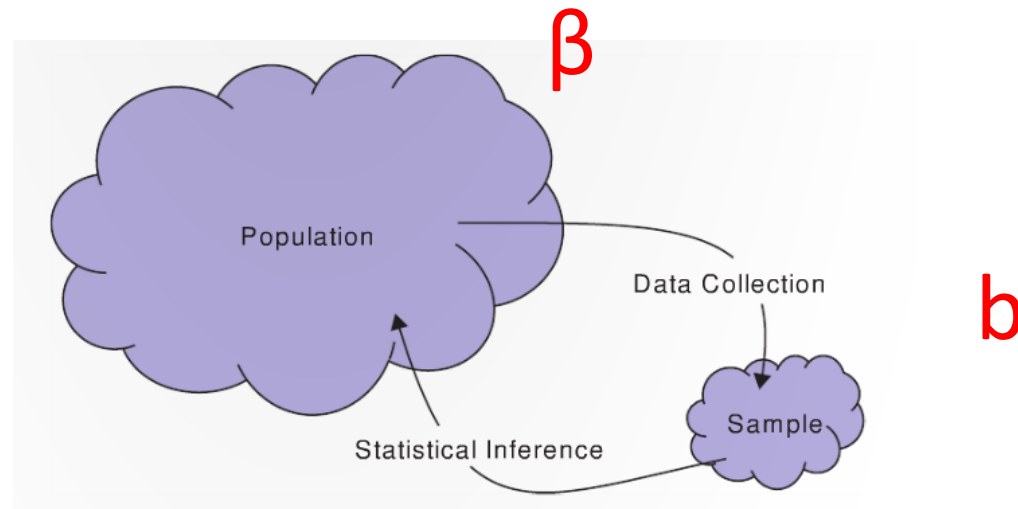 β
Population
Data Collection
b
Sample
Statistical Inference